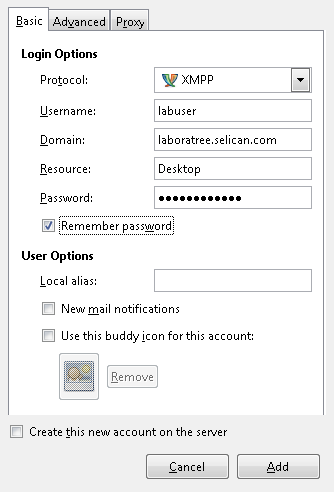 Basic Advanced Proxy
Login Options
Protocol: XMPP
Username: labuser
Domain: laboratree.selican.com
Resource: Desktop
Password: ●●●●●●●●●●●●
Remember password
User Options
Local alias:
New mail notifications
Use this buddy icon for this account:
Remove
Create this new account on the server
Cancel Add